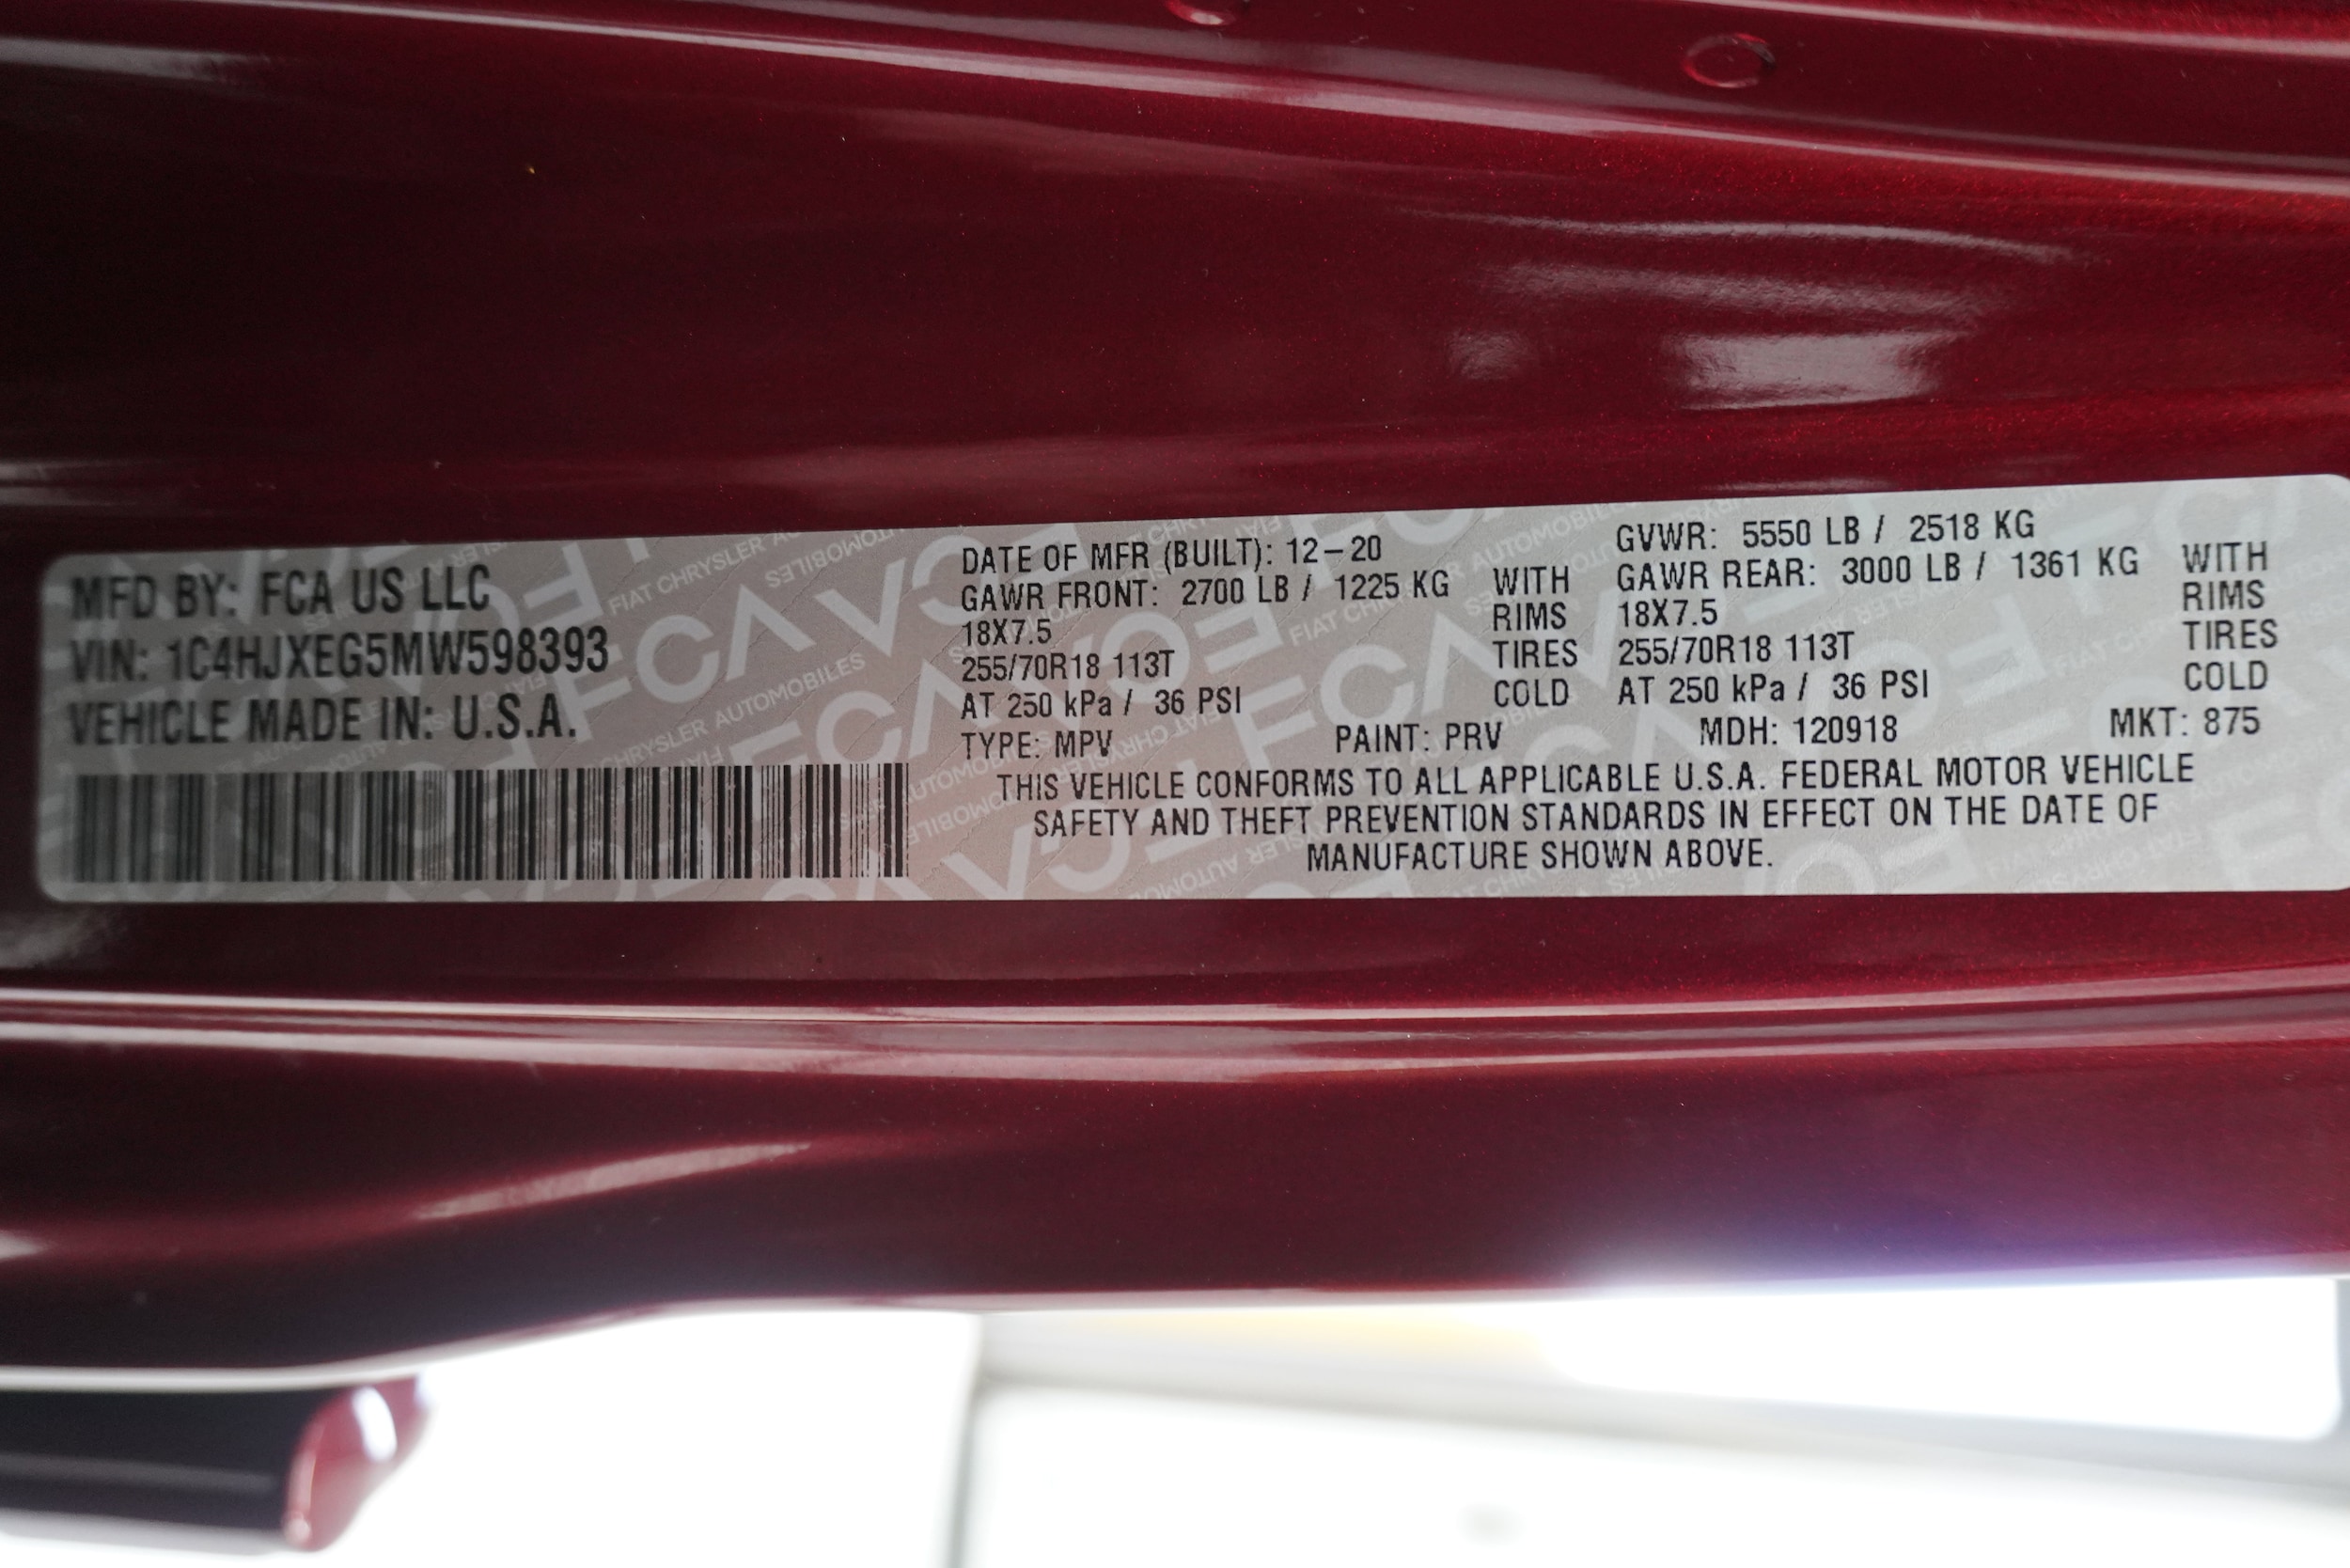 MFD BY: FCA US LLC
VIN: 1C4HJXEG5MW598393
VEHICLE MADE IN: U.S.A.
DATE OF MFR (BUILT): 12-20
GAWR FRONT: 2700 LB / 1225 KG WITH
18X7.5 RIMS
255/70R18 113T TIRES
AT 250 kPa / 36 PSI COLD
GVWR: 5550 LB / 2518 KG
GAWR REAR: 3000 LB / 1361 KG WITH
18X7.5 RIMS
255/70R18 113T TIRES
AT 250 kPa / 36 PSI COLD
TYPE: MPV PAINT: PRV MDH: 120918 MKT: 875
THIS VEHICLE CONFORMS TO ALL APPLICABLE U.S.A. FEDERAL MOTOR VEHICLE
SAFETY AND THEFT PREVENTION STANDARDS IN EFFECT ON THE DATE OF
MANUFACTURE SHOWN ABOVE.